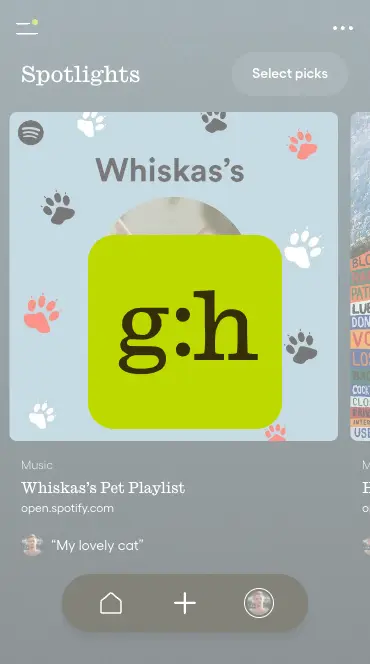 Spotlights
Select picks
Whiskas’s
g:h
Music
Whiskas’s Pet Playlist
open.spotify.com
“My lovely cat”